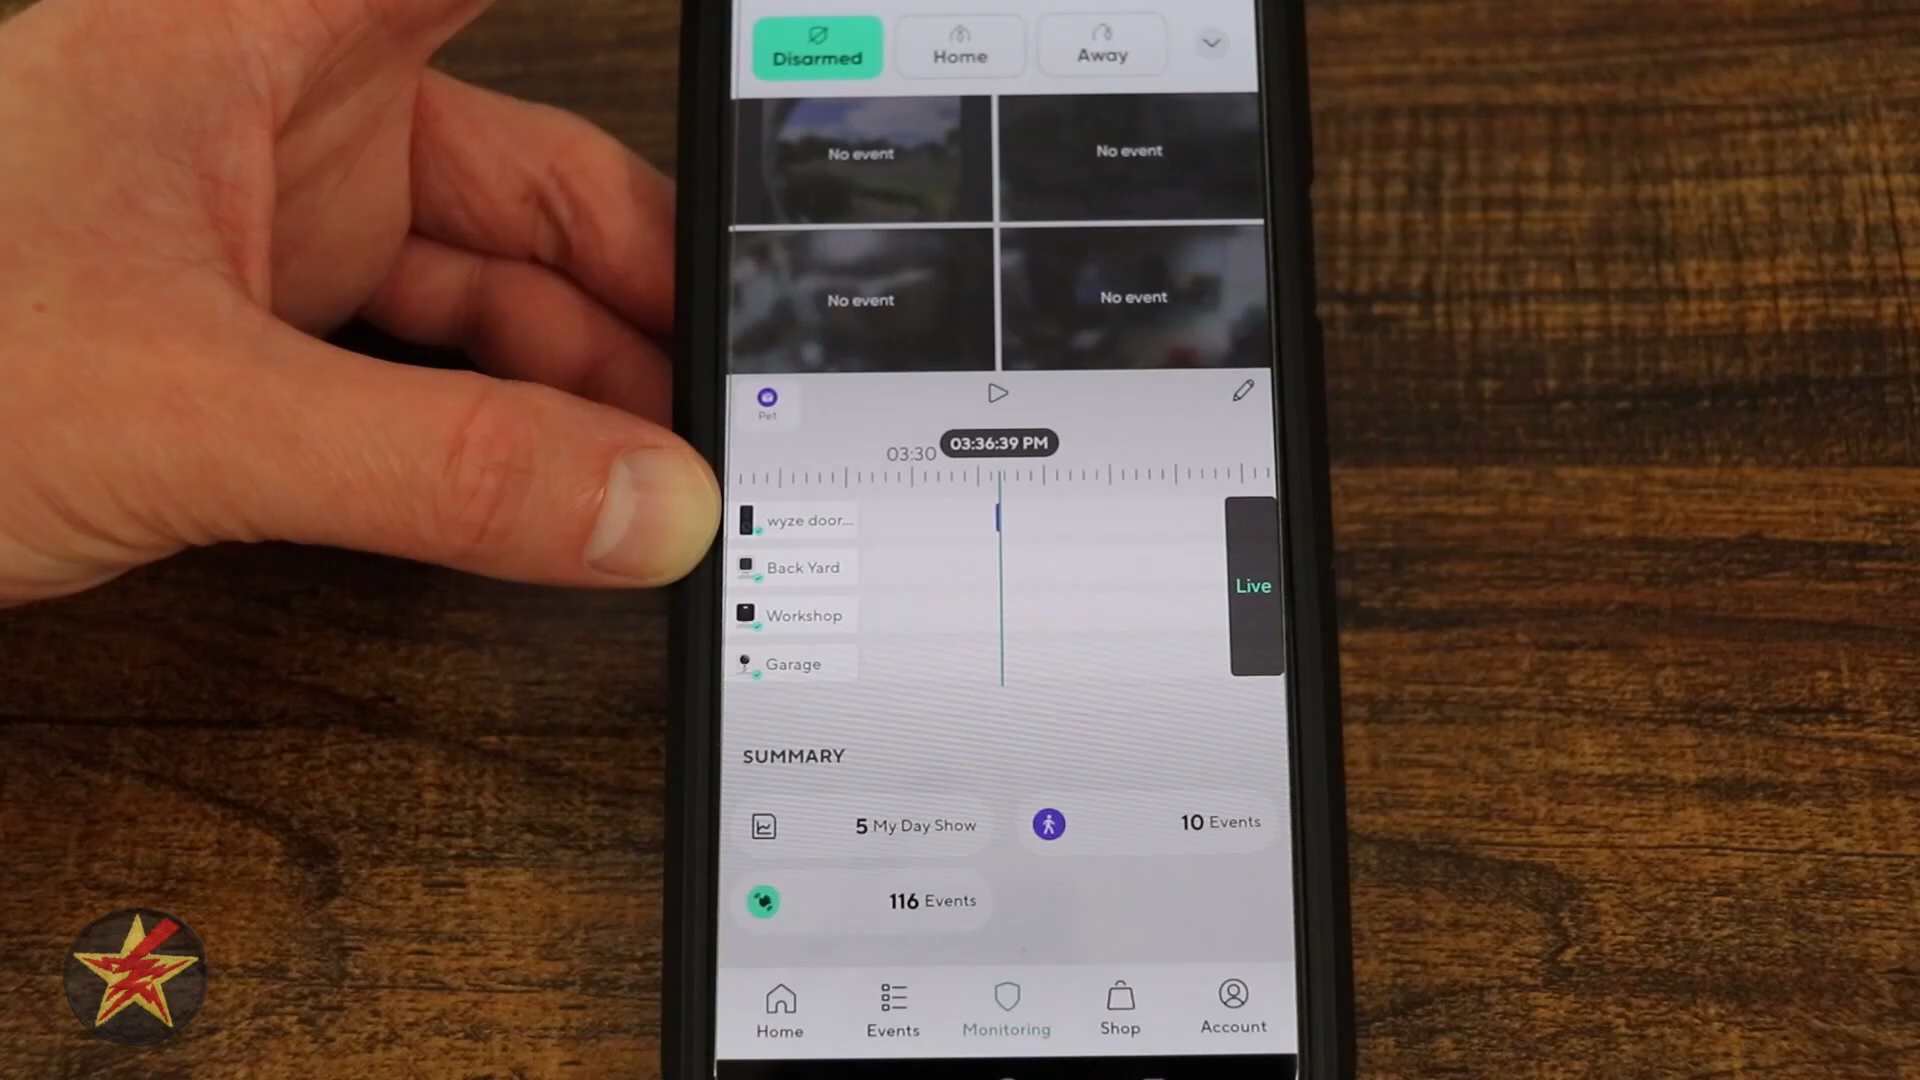 Disarmed
Home
Away
No event
No event
No event
No event
Pet
03:30
03:36:39 PM
wyze door...
Back Yard
Workshop
Garage
Live
SUMMARY
5 My Day Show
10 Events
116 Events
Home
Events
Monitoring
Shop
Account